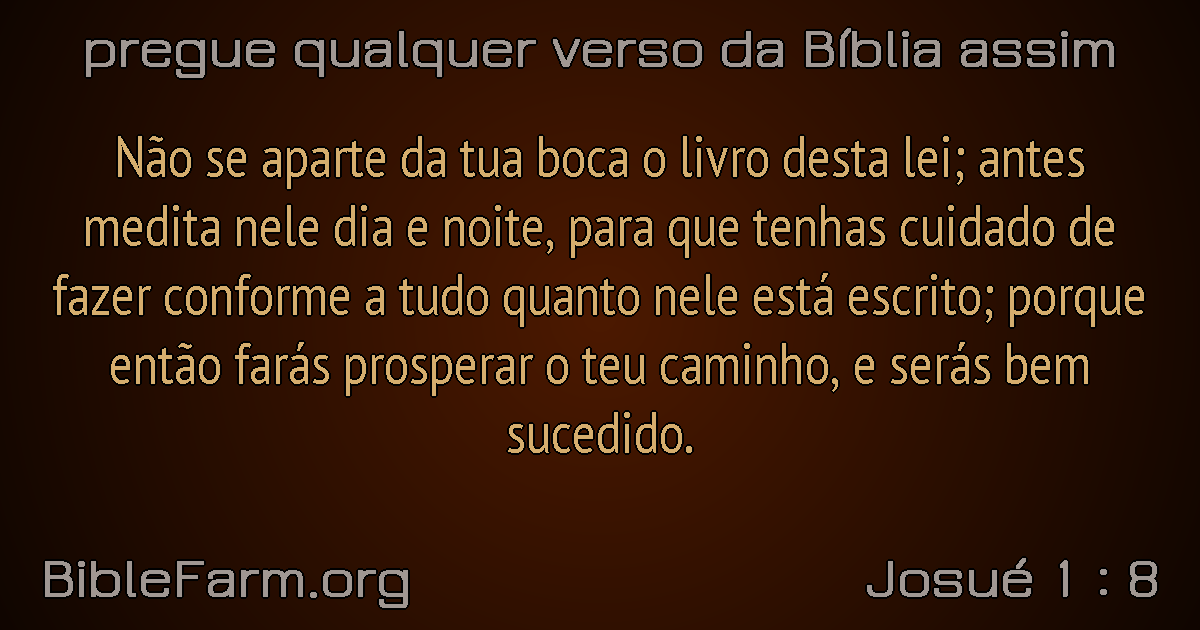 pregue qualquer verso da Bíblia assim
Não se aparte da tua boca o livro desta lei; antes
medita nele dia e noite, para que tenhas cuidado de
fazer conforme a tudo quanto nele está escrito; porque
então farás prosperar o teu caminho, e serás bem
sucedido.
BibleFarm.org
Josué 1 : 8